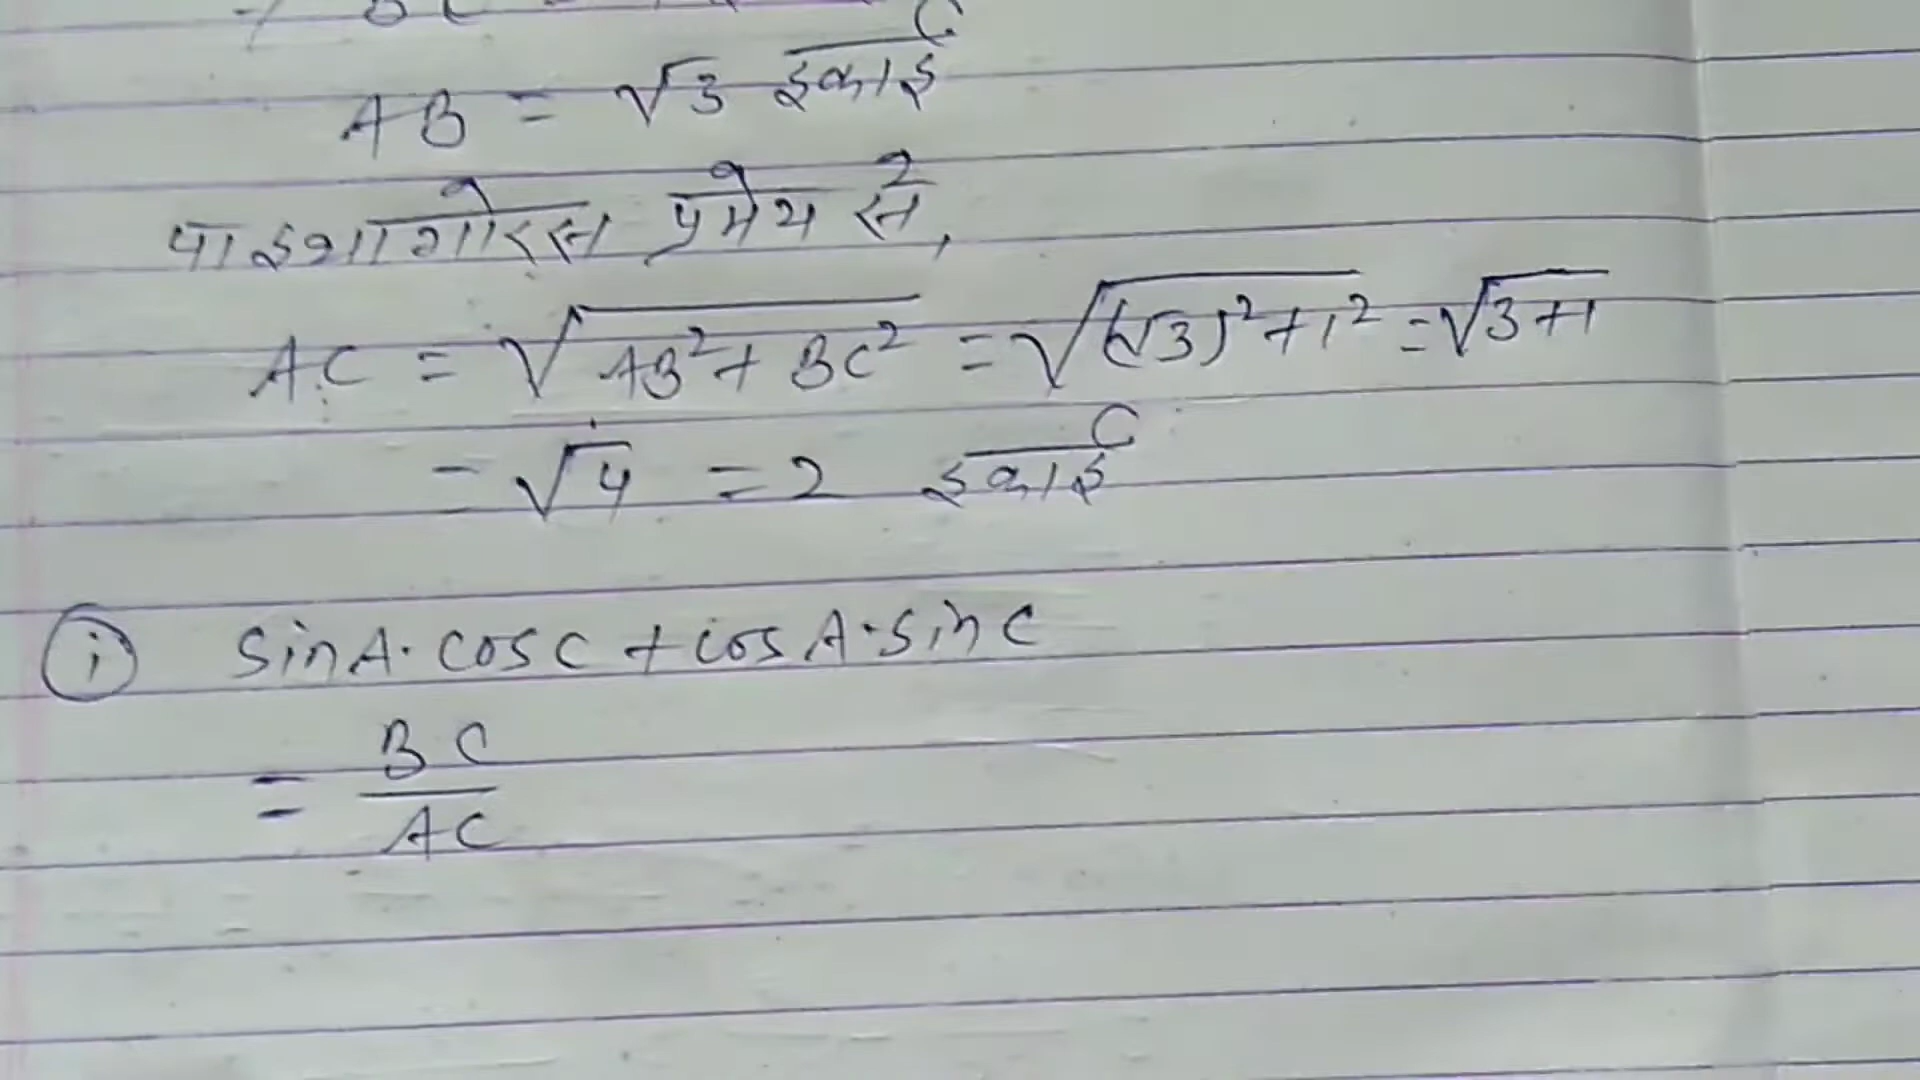 AB = √3 इकाई
पाइथागोरस प्रमेय से,
AC = √(AB²+BC²) = √((√3)²+1²) = √(3+1)
= √4 = 2 इकाई
(i) sinA·cosC+cosA·sinC
= BC/AC